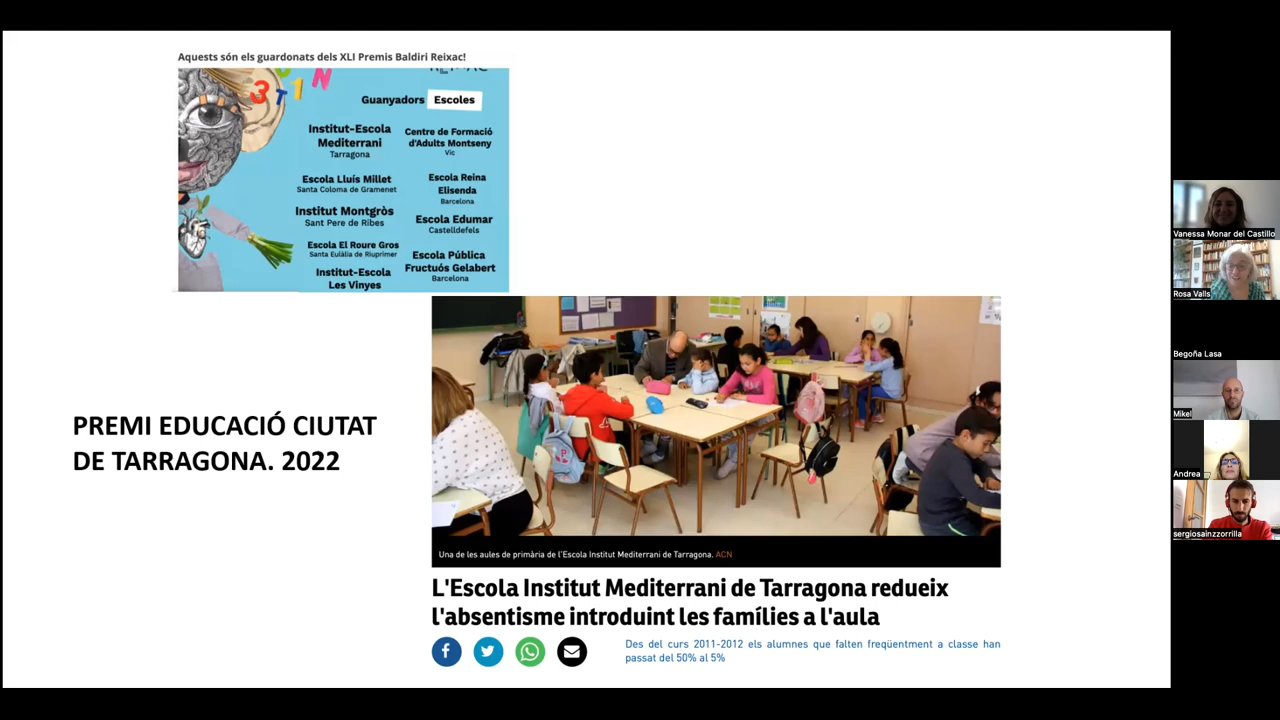 Aquests són els guardonats dels XLI Premis Baldiri Reixac!
3T1N
Guanyadors Escoles
Institut-Escola
Mediterrani
Tarragona
Escola Lluís Millet
Santa Coloma de Gramenet
Institut Montgròs
Sant Pere de Ribes
Escola El Roure Gros
Santa Eulàlia de Riuprimer
Institut-Escola
Les Vinyes
Centre de Formació
d'Adults Montseny
Vic
Escola Reina
Elisenda
Barcelona
Escola Edumar
Castelldefels
Escola Pública
Fructuós Gelabert
Barcelona
PREMI EDUCACIÓ CIUTAT
DE TARRAGONA. 2022
Una de les aules de primària de l'Escola Institut Mediterrani de Tarragona. ACN
L'Escola Institut Mediterrani de Tarragona redueix
l'absentisme introduint les famílies a l'aula
Des del curs 2011-2012 els alumnes que falten freqüentment a classe han
passat del 50% al 5%
Vanessa Monar del Castillo
Rosa Valls
Begoña Lasa
Mikel
Andrea
sergiosainzzorrilla